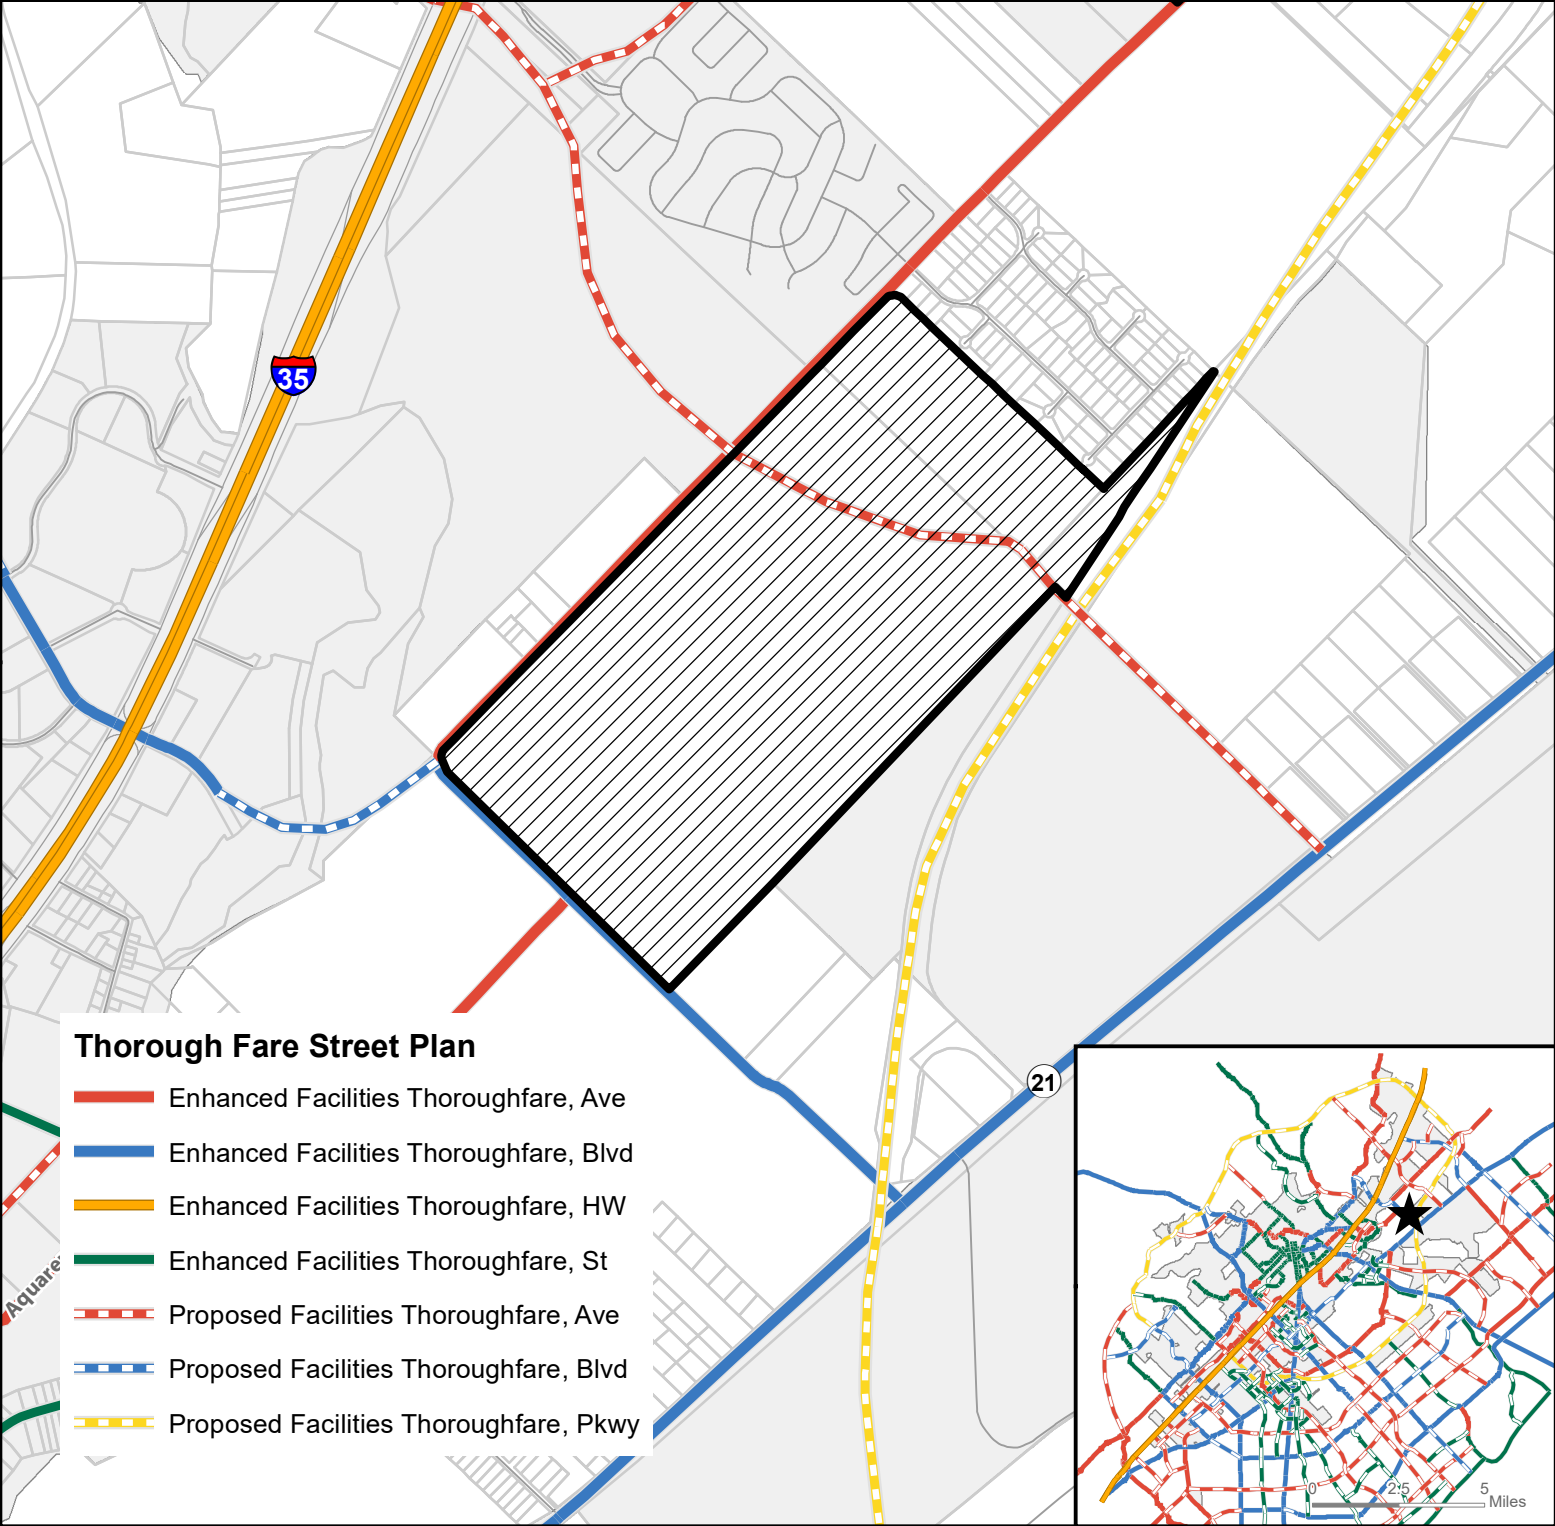 35
21
Thorough Fare Street Plan
Enhanced Facilities Thoroughfare, Ave
Enhanced Facilities Thoroughfare, Blvd
Enhanced Facilities Thoroughfare, HW
Enhanced Facilities Thoroughfare, St
Proposed Facilities Thoroughfare, Ave
Proposed Facilities Thoroughfare, Blvd
Proposed Facilities Thoroughfare, Pkwy
0 2.5 5
Miles